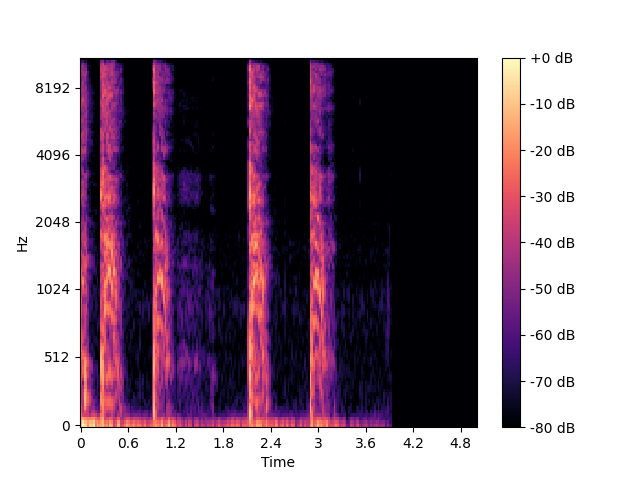 8192
4096
2048
1024
512
0
Hz
0 0.6 1.2 1.8 2.4 3 3.6 4.2 4.8
Time
+0 dB
-10 dB
-20 dB
-30 dB
-40 dB
-50 dB
-60 dB
-70 dB
-80 dB